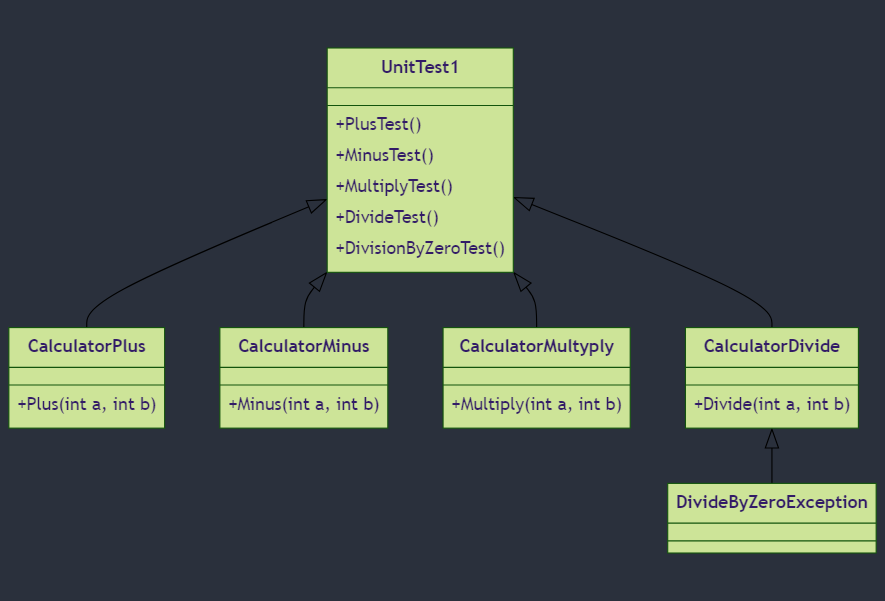 UnitTest1
+PlusTest()
+MinusTest()
+MultiplyTest()
+DivideTest()
+DivisionByZeroTest()
CalculatorPlus
+Plus(int a, int b)
CalculatorMinus
+Minus(int a, int b)
CalculatorMultyply
+Multiply(int a, int b)
CalculatorDivide
+Divide(int a, int b)
DivideByZeroException